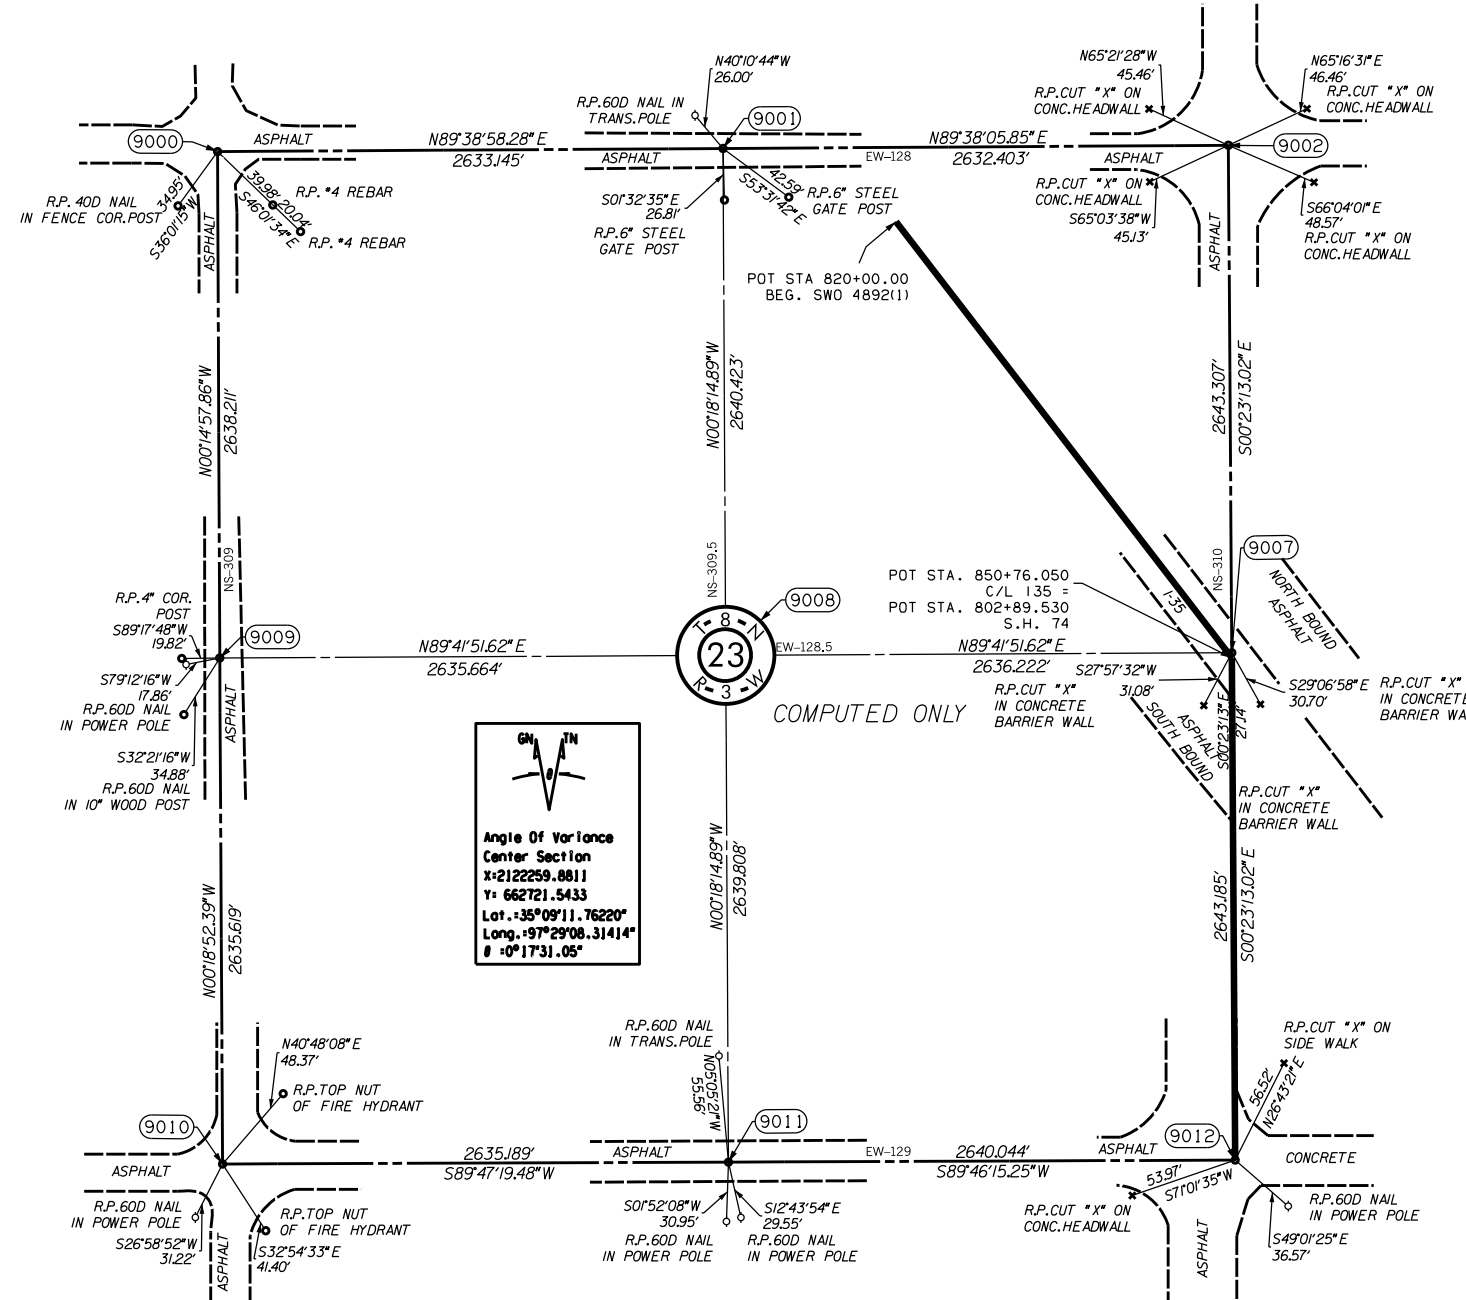 N40°10'44"W
26.00'
R.P.60D NAIL IN
TRANS.POLE
9001
N65°21'28"W
45.46'
R.P.CUT "X" ON
CONC.HEADWALL
N65°16'31"E
46.46'
R.P.CUT "X" ON
CONC.HEADWALL
9000
ASPHALT
N89°38'58.28"E
2633.145'
ASPHALT
EW-128
N89°38'05.85"E
2632.403'
ASPHALT
9002
R.P. 40D NAIL
IN FENCE COR.POST
34.95'
S36°01'15"W
ASPHALT
39.98'
20.04'
S46°01'34"E
R.P. #4 REBAR
R.P. #4 REBAR
S01°32'35"E
26.81'
R.P.6" STEEL
GATE POST
42.59'
S53°31'42"E
R.P.6" STEEL
GATE POST
R.P.CUT "X" ON
CONC.HEADWALL
S65°03'38"W
45.13'
ASPHALT
S66°04'01"E
48.57'
R.P.CUT "X" ON
CONC.HEADWALL
POT STA 820+00.00
BEG. SWO 4892(1)
N00°14'57.86"W
2638.211'
N00°18'14.89"W
2640.423'
2643.307'
S00°23'13.02"E
NS-309
NS-309.5
NS-310
9007
I-35
NORTH BOUND
ASPHALT
POT STA. 850+76.050
C/L I35 =
POT STA. 802+89.530
S.H. 74
R.P.4" COR.
POST
S89°17'48"W
19.82'
9009
S79°12'16"W
17.86'
R.P.60D NAIL
IN POWER POLE
S32°21'16"W
34.88'
R.P.60D NAIL
IN 10" WOOD POST
ASPHALT
N89°41'51.62"E
2635.664'
9008
T-8-N
23
R-3-W
EW-128.5
N89°41'51.62"E
2636.222'
COMPUTED ONLY
S27°57'32"W
31.08'
R.P.CUT "X"
IN CONCRETE
BARRIER WALL
S29°06'58"E
30.70'
R.P.CUT "X"
IN CONCRETE
BARRIER WA
SOUTH BOUND
ASPHALT
S00°23'13"E
27.14'
R.P.CUT "X"
IN CONCRETE
BARRIER WALL
GN TN
θ
Angle Of Variance
Center Section
X=2122259.8811
Y= 662721.5433
Lat.=35°09'11.76220"
Long.=97°29'08.31414"
θ =0°17'31.05"
N00°18'52.39"W
2635.619'
N00°18'14.89"W
2639.808'
2643.185'
S00°23'13.02"E
N40°48'08"E
48.37'
R.P.TOP NUT
OF FIRE HYDRANT
9010
ASPHALT
R.P.60D NAIL
IN TRANS.POLE
N05°05'21"W
55.56'
9011
R.P.CUT "X" ON
SIDE WALK
56.52'
N26°43'21"E
9012
2635.189'
S89°47'19.48"W
ASPHALT
EW-129
2640.044'
S89°46'15.25"W
ASPHALT
CONCRETE
R.P.60D NAIL
IN POWER POLE
S26°58'52"W
31.22'
ASPHALT
R.P.TOP NUT
OF FIRE HYDRANT
S32°54'33"E
41.40'
S01°52'08"W
30.95'
R.P.60D NAIL
IN POWER POLE
S12°43'54"E
29.55'
R.P.60D NAIL
IN POWER POLE
53.97'
S71°01'35"W
R.P.CUT "X" ON
CONC.HEADWALL
ASPHALT
R.P.60D NAIL
IN POWER POLE
S49°01'25"E
36.57'